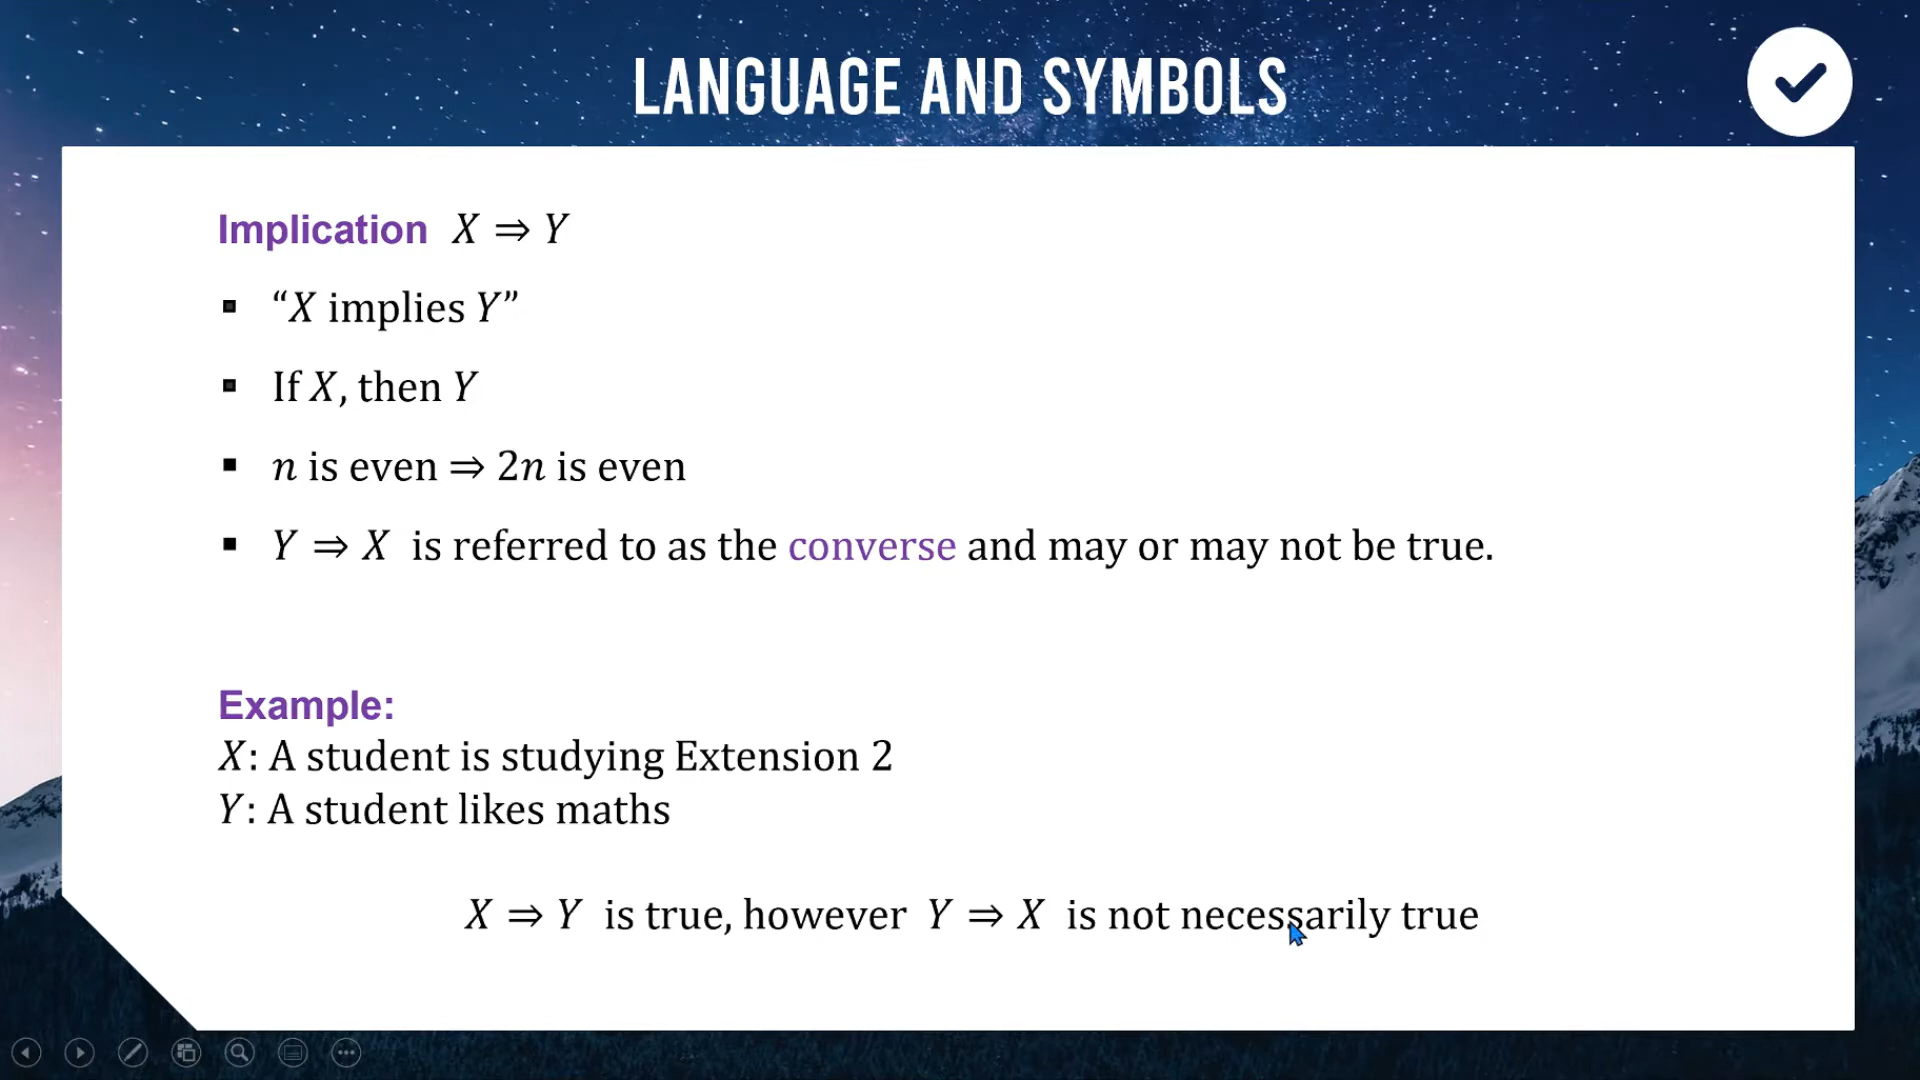 LANGUAGE AND SYMBOLS
Implication X ⇒ Y
▪ “X implies Y”
▪ If X, then Y
▪ n is even ⇒ 2n is even
▪ Y ⇒ X is referred to as the converse and may or may not be true.
Example:
X: A student is studying Extension 2
Y: A student likes maths
X ⇒ Y is true, however Y ⇒ X is not necessarily true